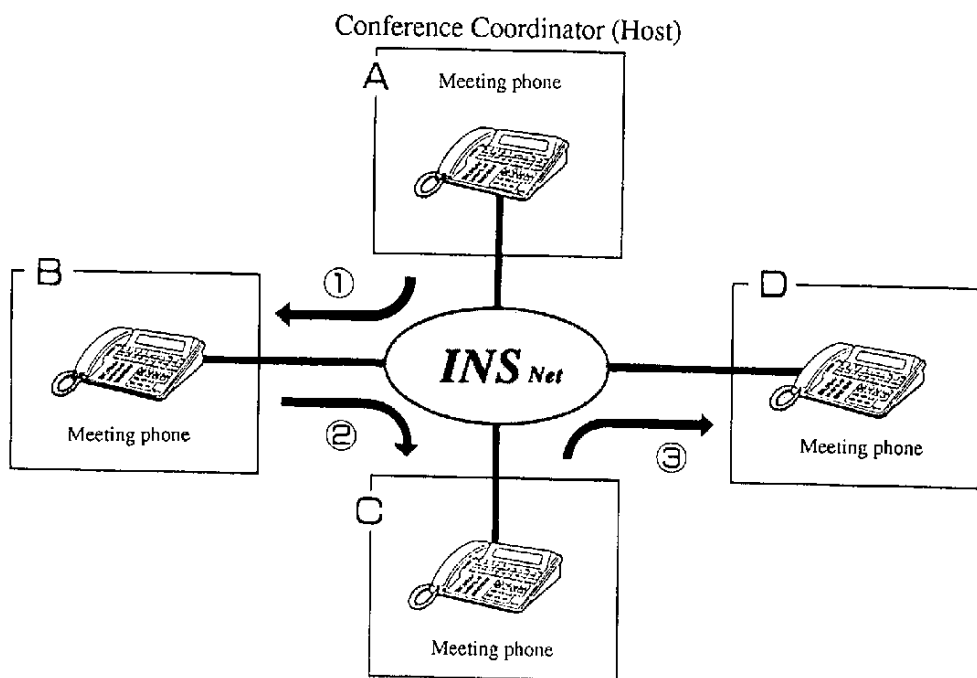 Conference Coordinator (Host)
A
Meeting phone
B
①
D
INS Net
Meeting phone
②
③
Meeting phone
C
Meeting phone